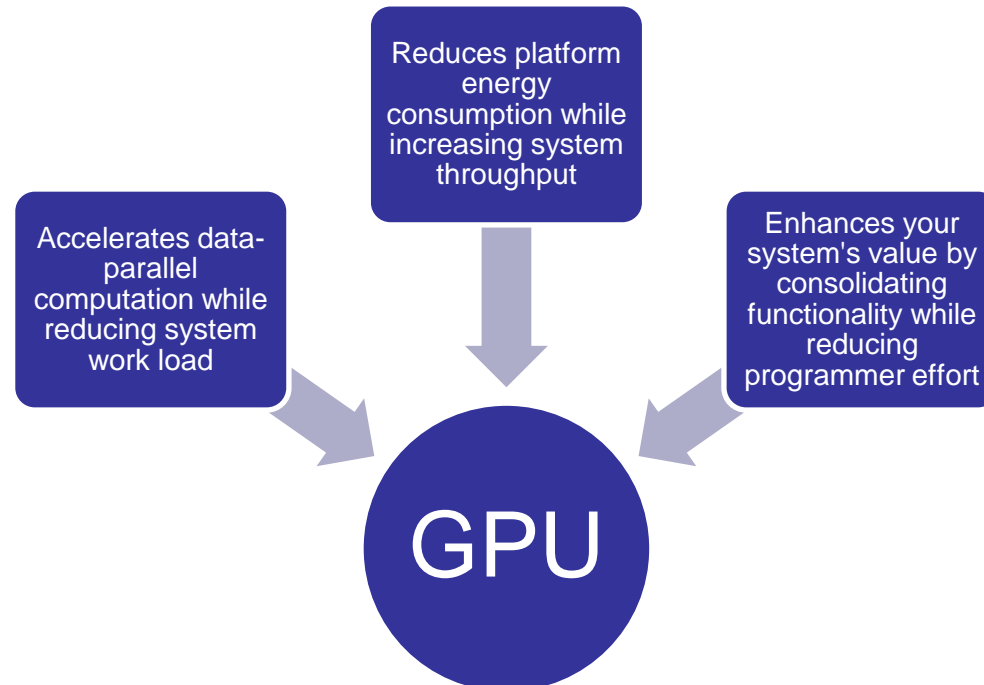 Reduces platform
energy
consumption while
increasing system
throughput
Accelerates data-
parallel
computation while
reducing system
work load
Enhances your
system's value by
consolidating
functionality while
reducing
programmer effort
GPU